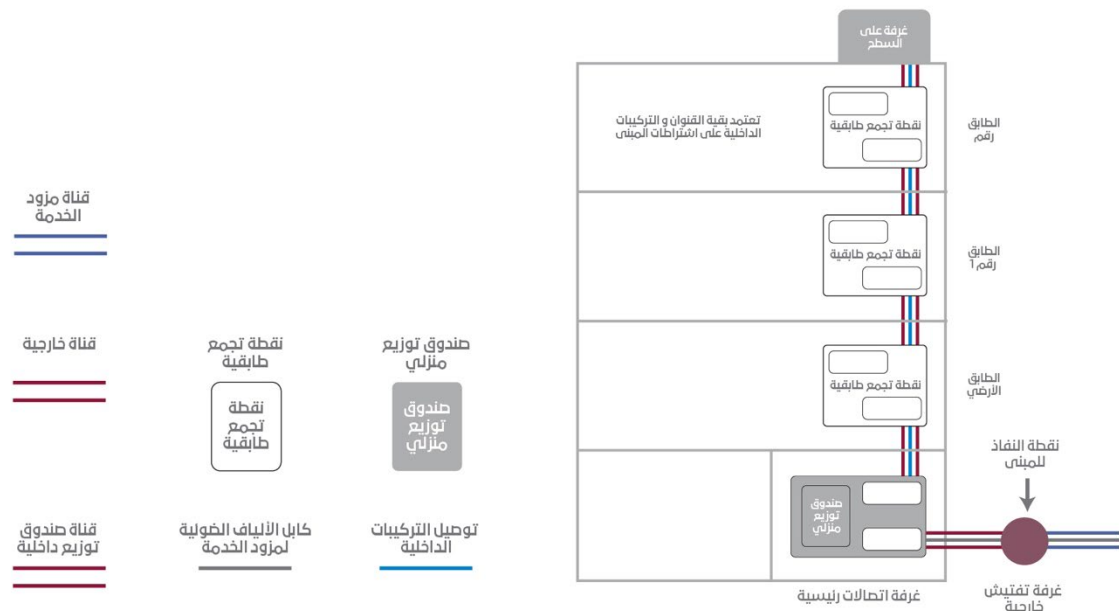 غرفة على
السطح
تعتمد بقية القنوان و التركيبات
الداخلية على اشتراطات المبنى
نقطة تجمع طابقية
الطابق
رقم
نقطة تجمع طابقية
الطابق
رقم 1
نقطة تجمع طابقية
الطابق
الأرضي
صندوق
توزيع
منزلي
غرفة اتصالات رئيسية
نقطة النفاذ
للمبنى
غرفة تفتيش
خارجية
صندوق توزيع
منزلي
صندوق
توزيع
منزلي
نقطة تجمع
طابقية
نقطة
تجمع
طابقية
قناة مزود
الخدمة
قناة خارجية
توصيل التركيبات
الداخلية
كابل الألياف الضوئية
لمزود الخدمة
قناة صندوق
توزيع داخلية